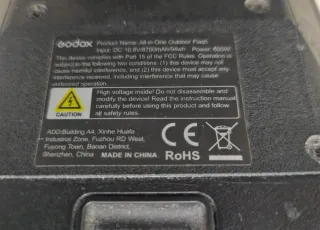 Godox Product Name: All-in-One Outdoor Flash
Input: DC 10.8V/8700mAh/94wh Power: 600W
This device complies with Part 15 of the FCC Rules. Operation is
subject to the following two conditions: (1) this device may not
cause harmful interference, and (2) this device must accept any
interference received, including interference that may cause
undesired operation.
High voltage inside! Do not disassemble and
modify the device! Read the instruction manual
carefully before using this product and follow
all safety rules.
CAUTION
ADD:Building A4, Xinhe Huafa
Industrial Zone, Fuzhou RD West,
Fuyong Town, Baoan District,
Shenzhen, China MADE IN CHINA
CE
RoHS